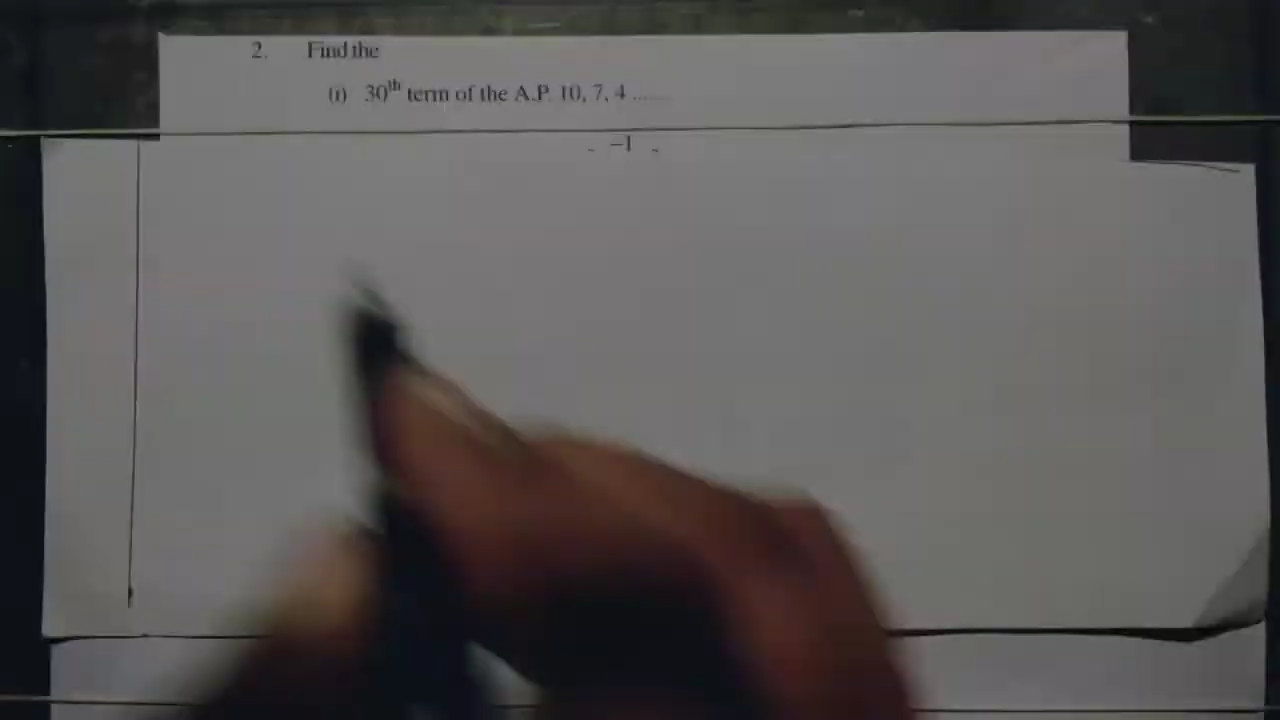 2. Find the
(i) 30th term of the A.P. 10, 7, 4 ......
–1